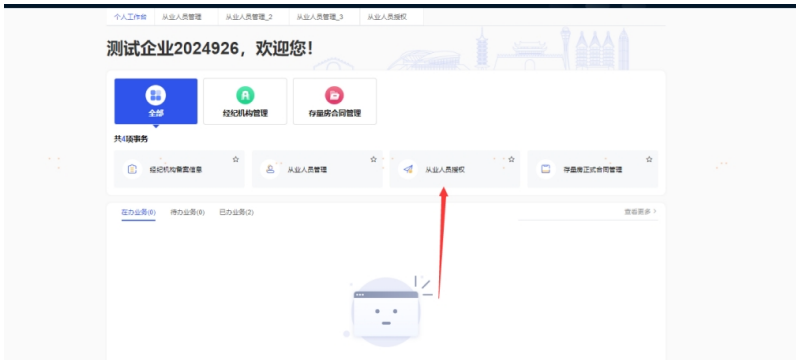 个人工作台 从业人员管理 从业人员管理_2 从业人员管理_3 从业人员授权
测试企业2024926，欢迎您！
全部 经纪机构管理 存量房合同管理
共4项事务
经纪机构备案信息 从业人员管理 从业人员授权 存量房正式合同管理
在办业务(0) 待办业务(0) 已办业务(2) 查看更多 >